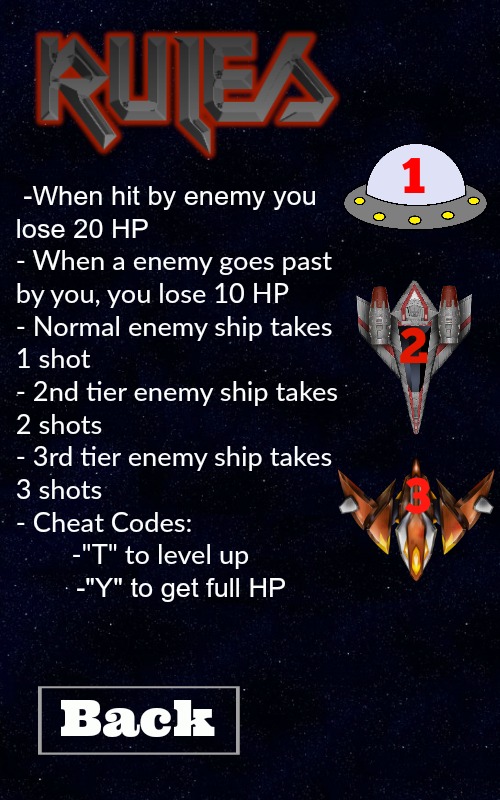 RULES
-When hit by enemy you
lose 20 HP
- When a enemy goes past
by you, you lose 10 HP
- Normal enemy ship takes
1 shot
- 2nd tier enemy ship takes
2 shots
- 3rd tier enemy ship takes
3 shots
- Cheat Codes:
-"T" to level up
-"Y" to get full HP
1
2
3
Back